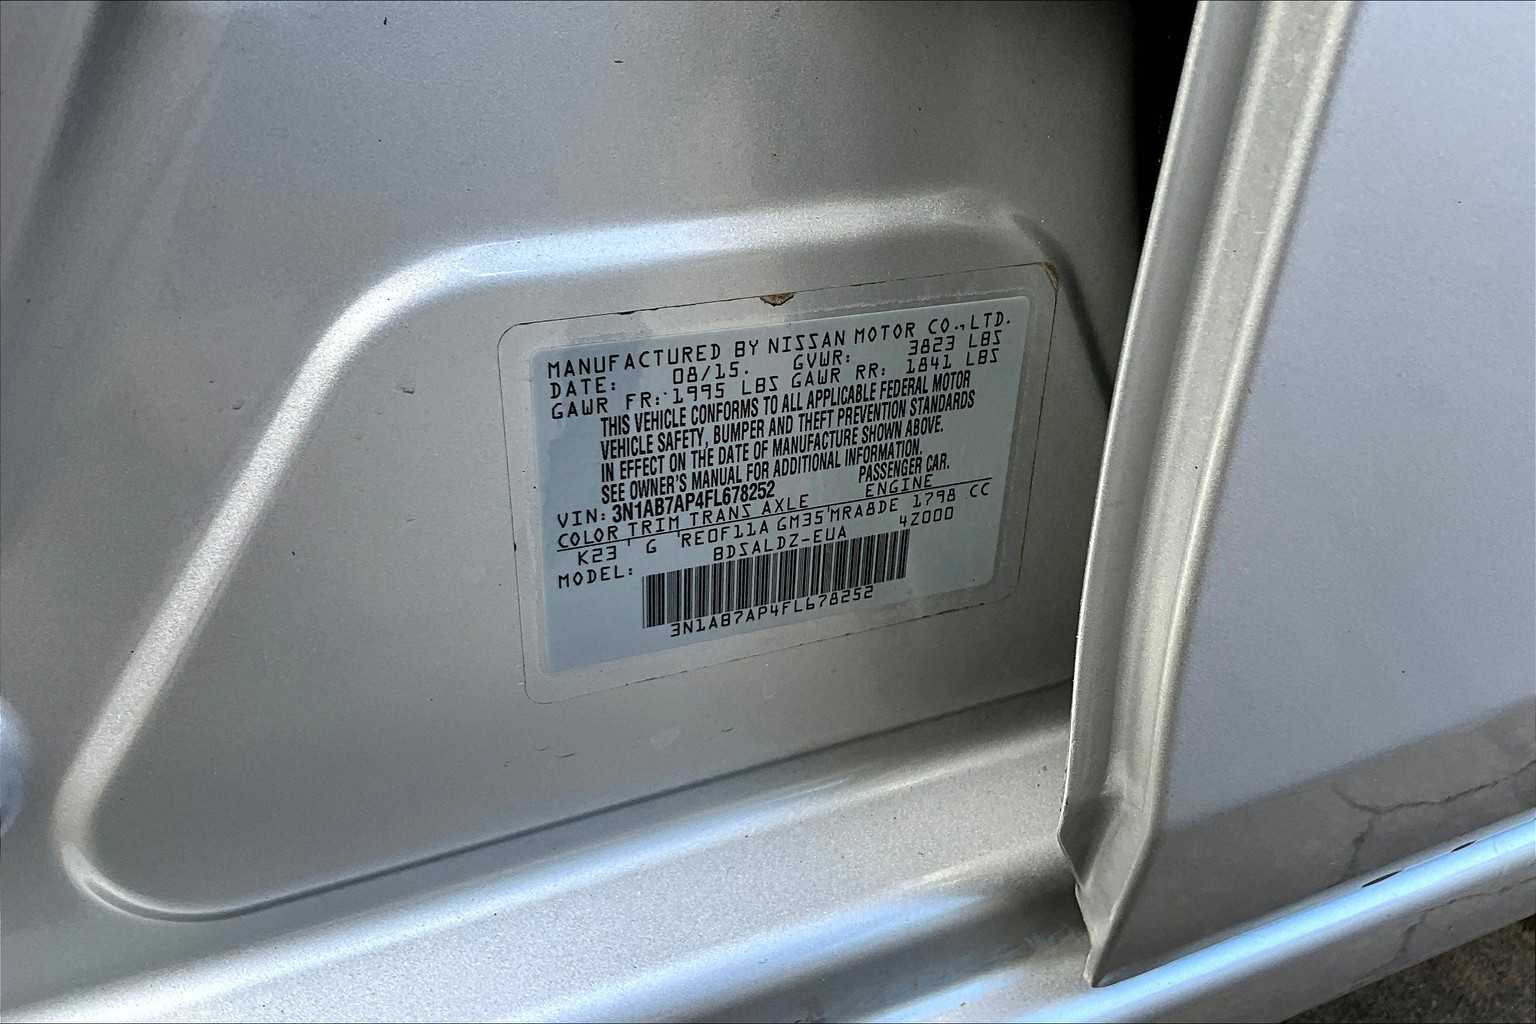 MANUFACTURED BY NISSAN MOTOR CO.,LTD.
DATE: 08/15. GVWR: 3823 LBS
GAWR FR: 1995 LBS GAWR RR: 1841 LBS
THIS VEHICLE CONFORMS TO ALL APPLICABLE FEDERAL MOTOR
VEHICLE SAFETY, BUMPER AND THEFT PREVENTION STANDARDS
IN EFFECT ON THE DATE OF MANUFACTURE SHOWN ABOVE.
SEE OWNER'S MANUAL FOR ADDITIONAL INFORMATION.
VIN: 3N1AB7AP4FL678252 PASSENGER CAR.
COLOR TRIM TRANS AXLE ENGINE
K23 G RE0F11A GM35 MRA8DE 1798 CC
MODEL: BDSALDZ-EUA 4Z000
3N1AB7AP4FL678252